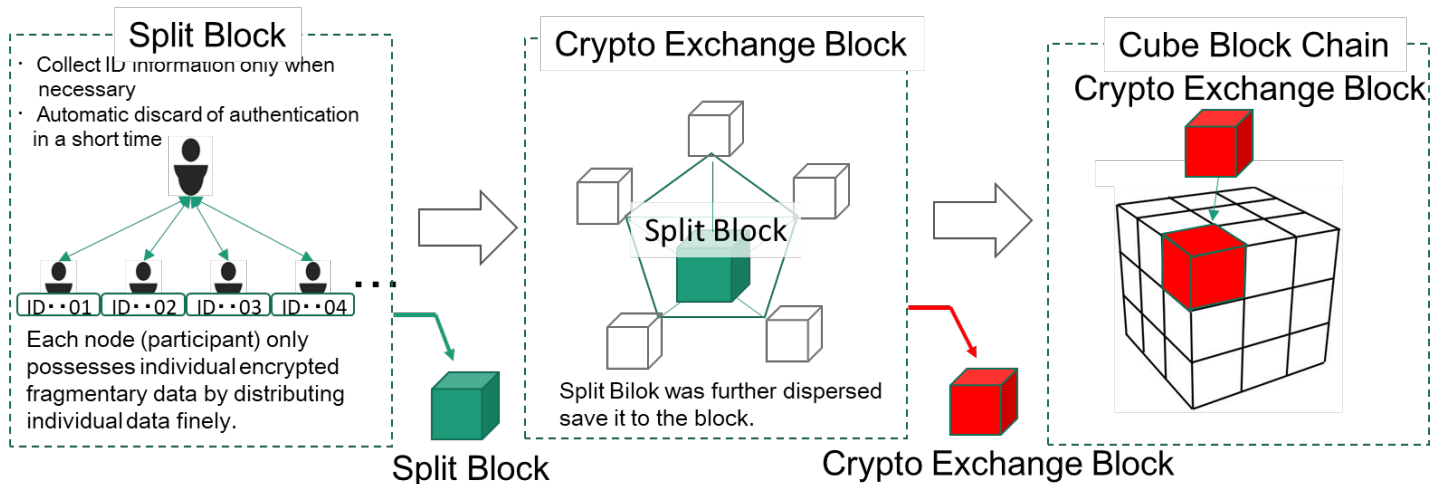 Split Block
· Collect ID information only when
necessary
· Automatic discard of authentication
in a short time
ID··01
ID··02
ID··03
ID··04
...
Each node (participant) only
possesses individual encrypted
fragmentary data by distributing
individual data finely.
Split Block
Crypto Exchange Block
Split Block
Split Bilok was further dispersed
save it to the block.
Crypto Exchange Block
Cube Block Chain
Crypto Exchange Block